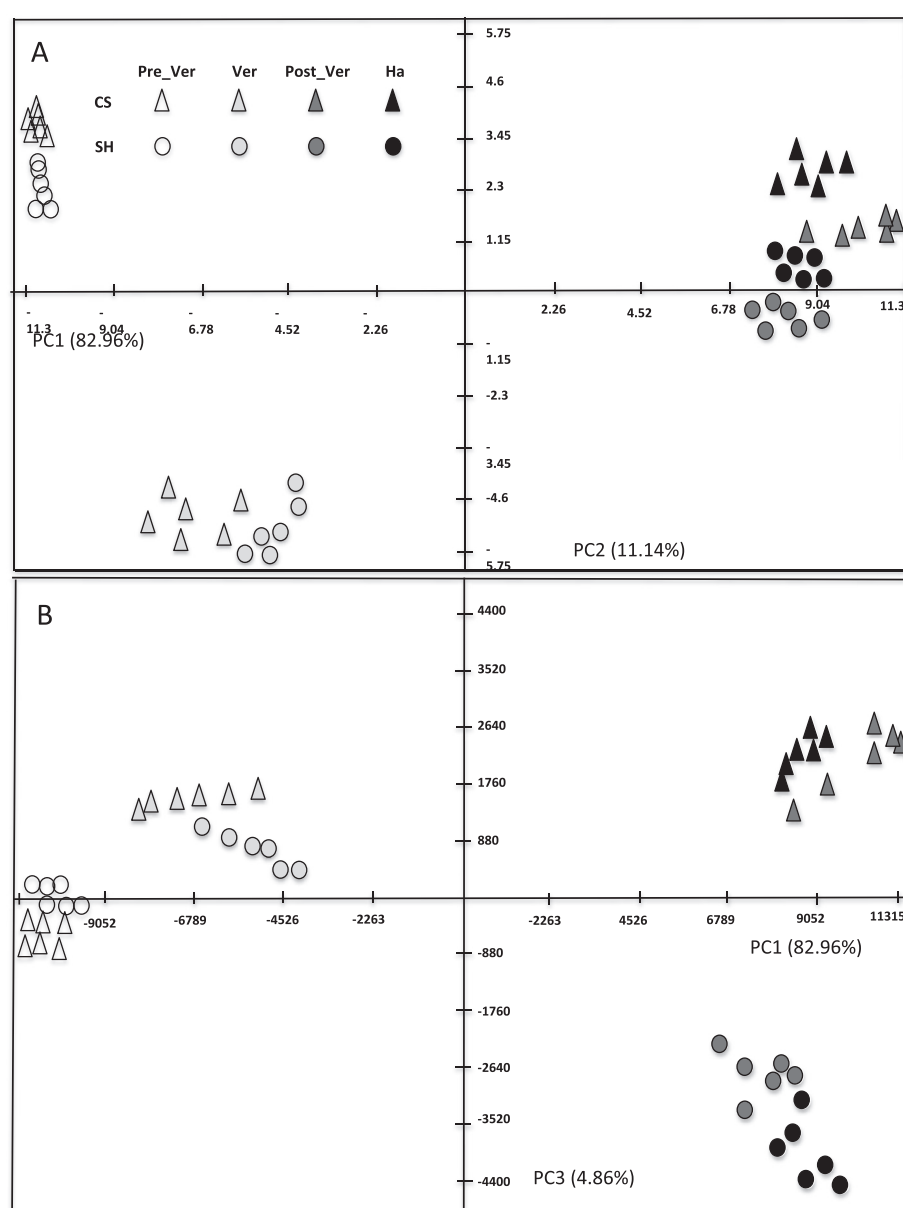 A
5.75
4.6
3.45
2.3
1.15
Pre_Ver Ver Post_Ver Ha
CS
SH
- - - - -
11.3 9.04 6.78 4.52 2.26
2.26 4.52 6.78 9.04 11.3
PC1 (82.96%)
-
1.15
-2.3
-
3.45
-4.6
-
5.75
PC2 (11.14%)
B
4400
3520
2640
1760
880
-9052 -6789 -4526 -2263 -2263 4526 6789 9052 11315
PC1 (82.96%)
-880
-1760
-2640
-3520
-4400
PC3 (4.86%)